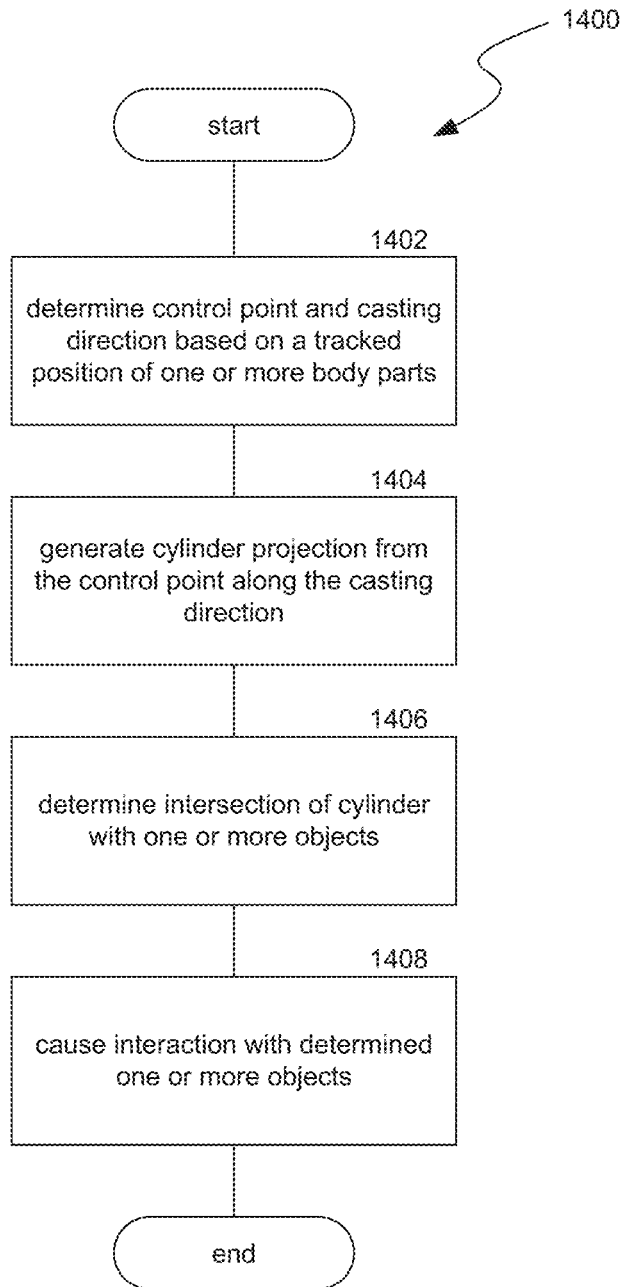 1400
start
1402
determine control point and casting
direction based on a tracked
position of one or more body parts
1404
generate cylinder projection from
the control point along the casting
direction
1406
determine intersection of cylinder
with one or more objects
1408
cause interaction with determined
one or more objects
end